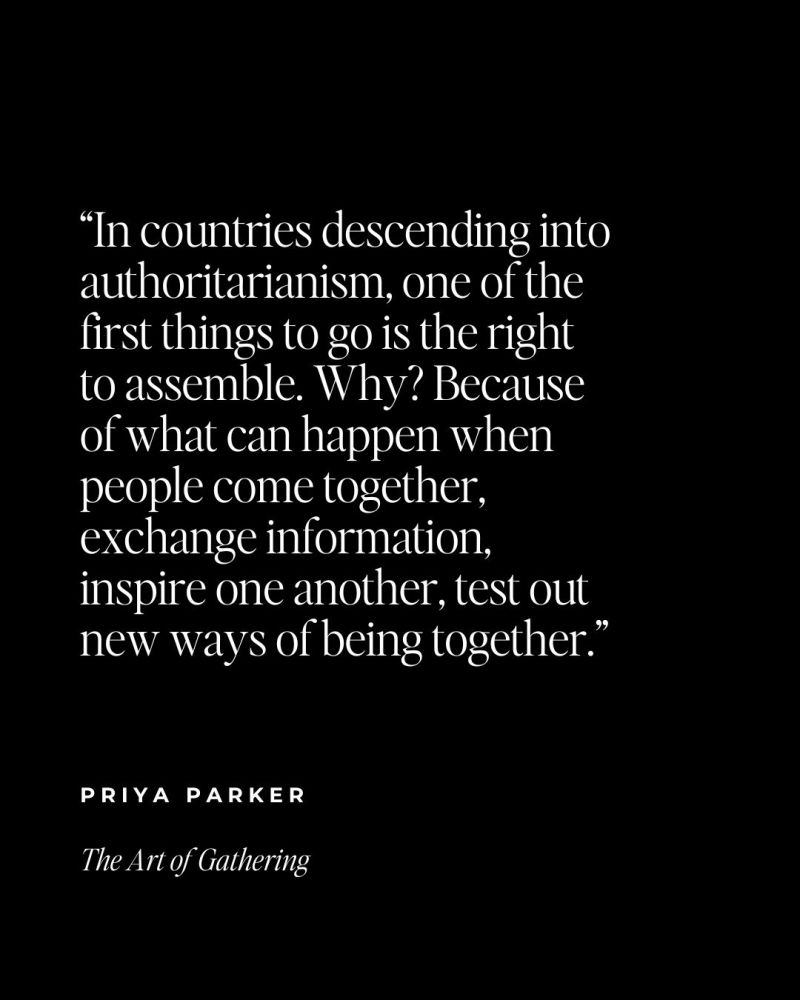 “In countries descending into
authoritarianism, one of the
first things to go is the right
to assemble. Why? Because
of what can happen when
people come together,
exchange information,
inspire one another, test out
new ways of being together.”
PRIYA PARKER
The Art of Gathering